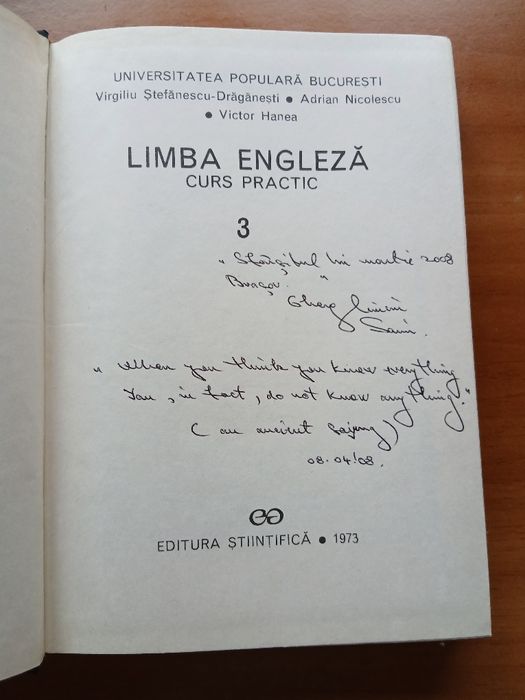 UNIVERSITATEA POPULARĂ BUCUREȘTI
Virgiliu Ștefănescu-Drăgănești • Adrian Nicolescu
• Victor Hanea
LIMBA ENGLEZĂ
CURS PRACTIC
3
„Sfârșitul lui martie 2008
Brașov. "
Sorin.
„When you think you know everything
You, in fact, do not know anything."
(an ancient saying)
08.04.'08.
EDITURA ȘTIINȚIFICĂ • 1973